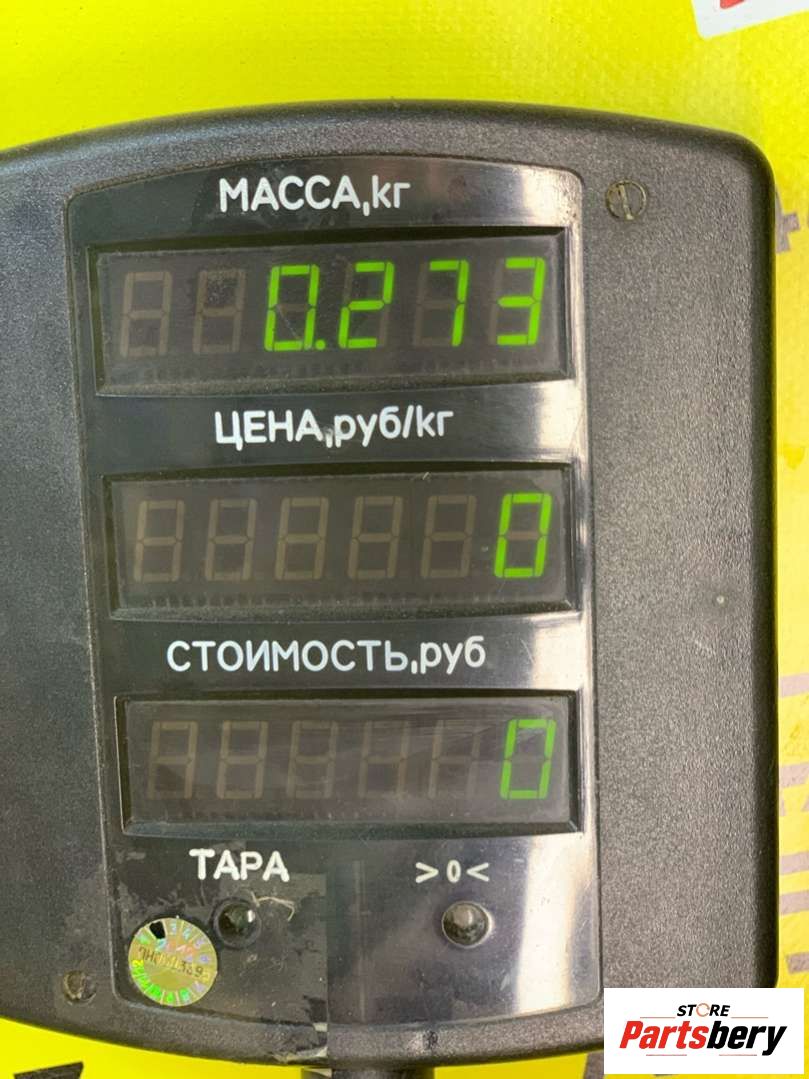 МАССА,кг
0.273
ЦЕНА,руб/кг
0
СТОИМОСТЬ,руб
0
ТАРА >0<
STORE
Partsbery